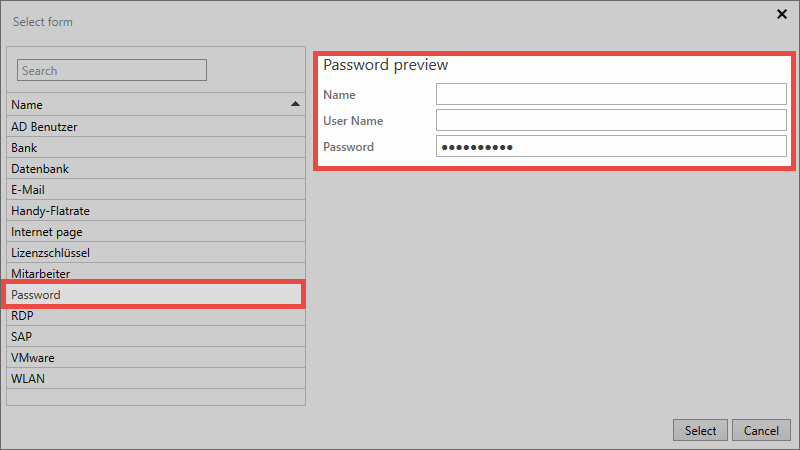 Select form
Search
Name
AD Benutzer
Bank
Datenbank
E-Mail
Handy-Flatrate
Internet page
Lizenzschlüssel
Mitarbeiter
Password
RDP
SAP
VMware
WLAN
Password preview
Name
User Name
Password ●●●●●●●●●●
Select Cancel